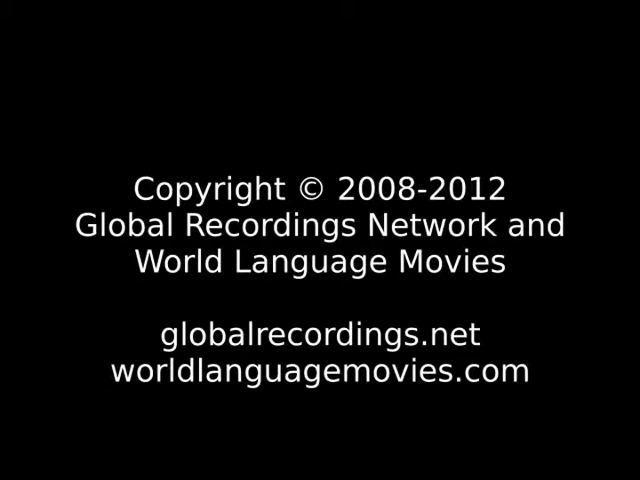 Copyright © 2008-2012
Global Recordings Network and
World Language Movies
globalrecordings.net
worldlanguagemovies.com